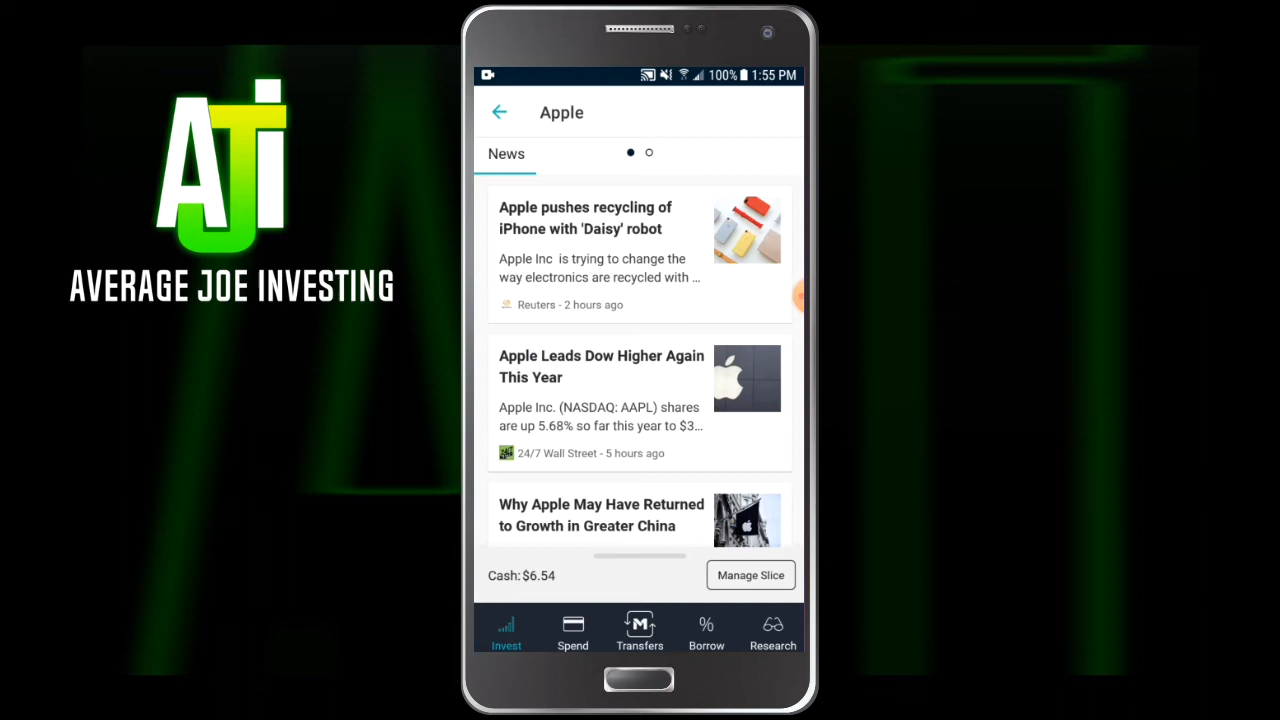 AJi
AVERAGE JOE INVESTING
100% 1:55 PM
Apple
News
Apple pushes recycling of
iPhone with 'Daisy' robot
Apple Inc is trying to change the
way electronics are recycled with ...
Reuters - 2 hours ago
Apple Leads Dow Higher Again
This Year
Apple Inc. (NASDAQ: AAPL) shares
are up 5.68% so far this year to $3...
24/7 Wall Street - 5 hours ago
Why Apple May Have Returned
to Growth in Greater China
Cash: $6.54
Manage Slice
M
%
Invest
Spend
Transfers
Borrow
Research